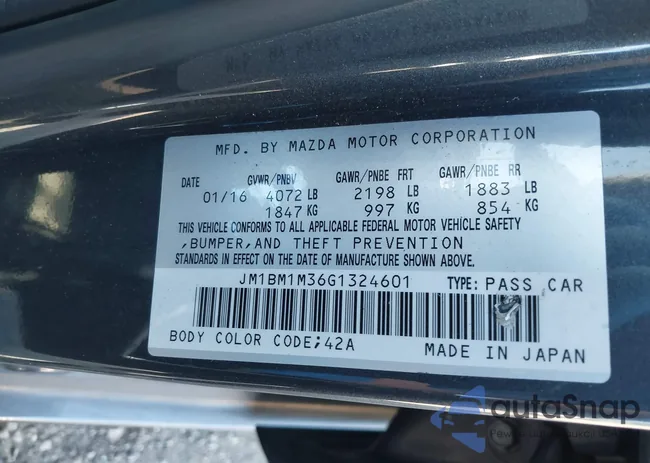 MFD. BY MAZDA MOTOR CORPORATION
DATE GVWR/PNBV GAWR/PNBE FRT GAWR/PNBE RR
01/16 4072 LB 2198 LB 1883 LB
1847 KG 997 KG 854 KG
THIS VEHICLE CONFORMS TO ALL APPLICABLE FEDERAL MOTOR VEHICLE SAFETY
,BUMPER,AND THEFT PREVENTION
STANDARDS IN EFFECT ON THE DATE OF MANUFACTURE SHOWN ABOVE.
JM1BM1M36G1324601 TYPE: PASS CAR
BODY COLOR CODE;42A MADE IN JAPAN
autoSnap